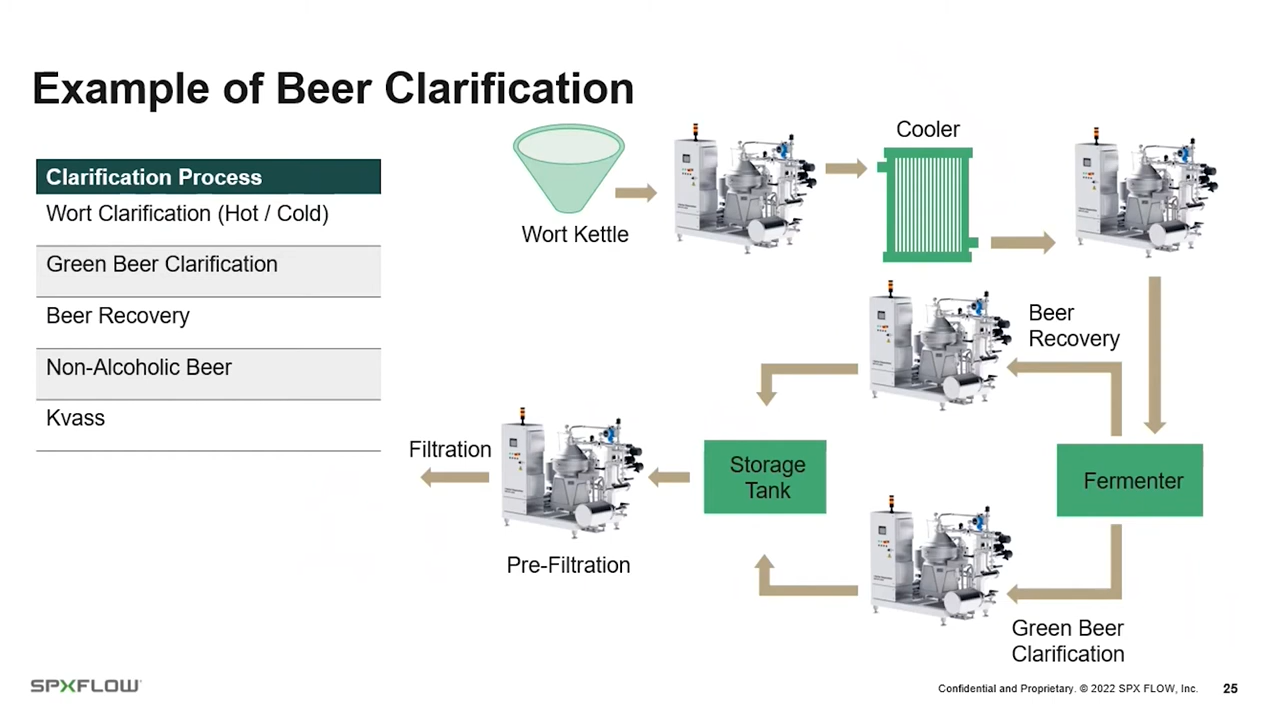 Example of Beer Clarification
Clarification Process
Wort Clarification (Hot / Cold)
Green Beer Clarification
Beer Recovery
Non-Alcoholic Beer
Kvass
Wort Kettle
Cooler
Beer
Recovery
Fermenter
Green Beer
Clarification
Storage
Tank
Pre-Filtration
Filtration
SPXFLOW
Confidential and Proprietary. © 2022 SPX FLOW, Inc.
25